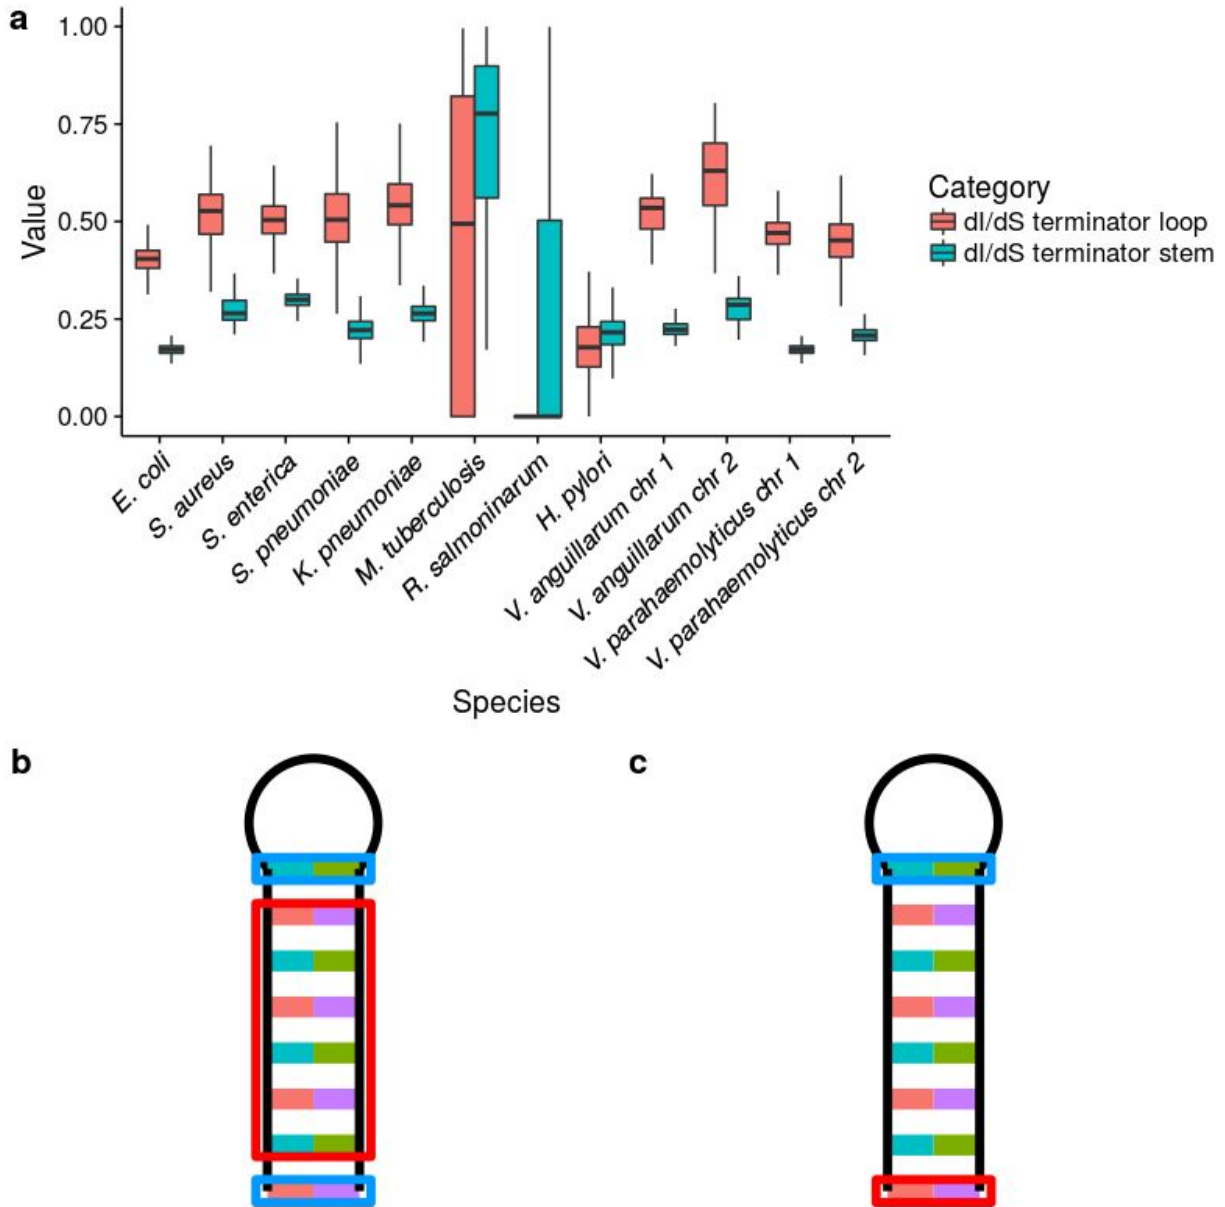 a
1.00
0.75
0.50
0.25
0.00
Value
E. coli
S. aureus
S. enterica
S. pneumoniae
K. pneumoniae
M. tuberculosis
R. salmoninarum
H. pylori
V. anguillarum chr 1
V. anguillarum chr 2
V. parahaemolyticus chr 1
V. parahaemolyticus chr 2
Species
Category
dI/dS terminator loop
dI/dS terminator stem
b
c